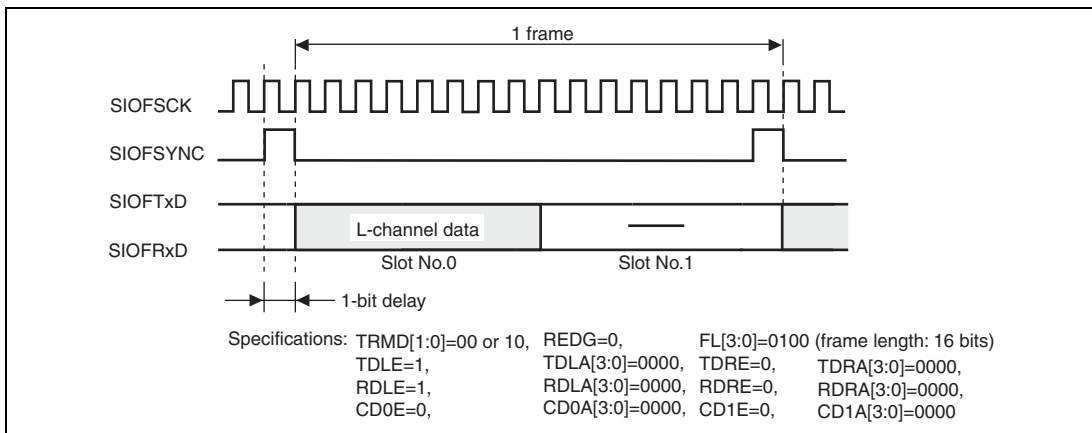 1 frame
SIOFSCK
SIOFSYNC
SIOFTxD
L-channel data
SIOFRxD
Slot No.0 Slot No.1
1-bit delay
Specifications: TRMD[1:0]=00 or 10, REDG=0, FL[3:0]=0100 (frame length: 16 bits)
TDLE=1, TDLA[3:0]=0000, TDRE=0, TDRA[3:0]=0000,
RDLE=1, RDLA[3:0]=0000, RDRE=0, RDRA[3:0]=0000,
CD0E=0, CD0A[3:0]=0000, CD1E=0, CD1A[3:0]=0000